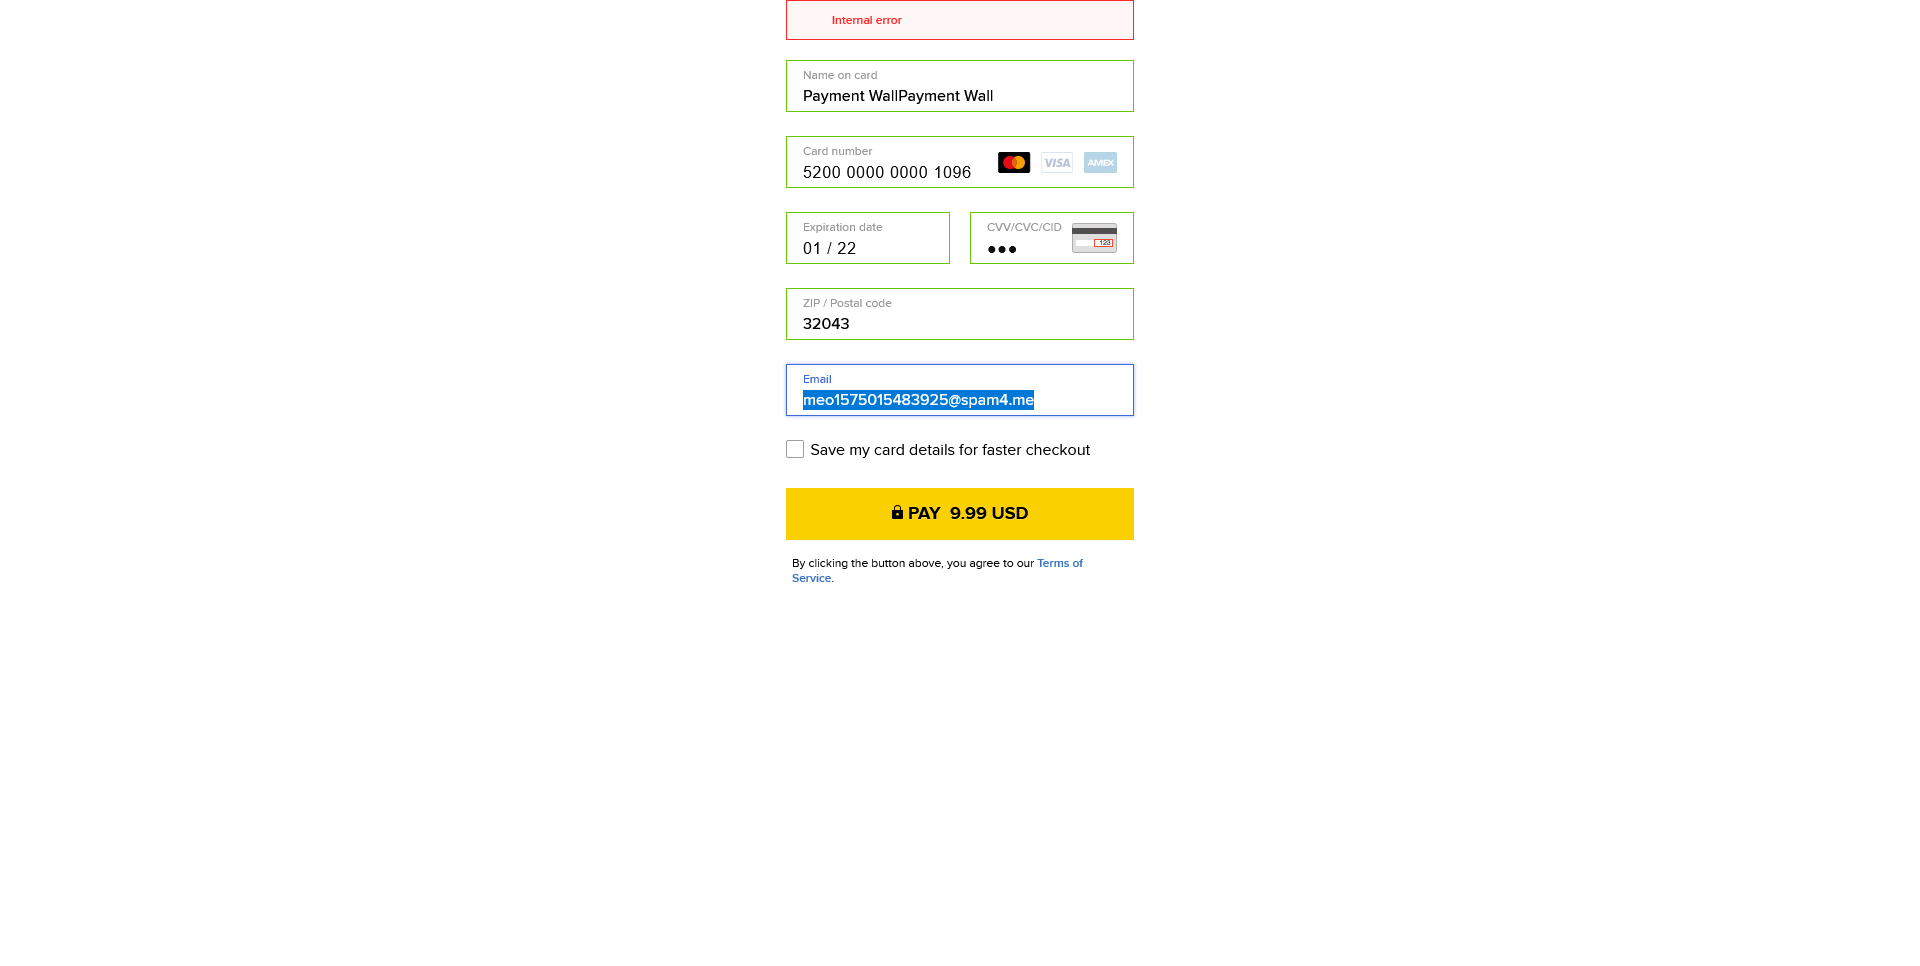 Internal error
Name on card
Payment WallPayment Wall
Card number
5200 0000 0000 1096
VISA
AMEX
Expiration date
01 / 22
CVV/CVC/CID
●●●
123
ZIP / Postal code
32043
Email
meo1575015483925@spam4.me
Save my card details for faster checkout
PAY 9.99 USD
By clicking the button above, you agree to our Terms of
Service.